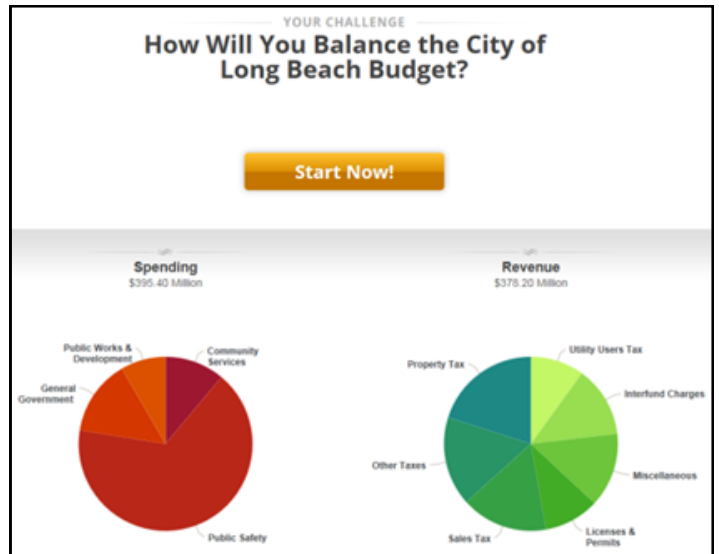 YOUR CHALLENGE
How Will You Balance the City of
Long Beach Budget?
Start Now!
Spending
$395.40 Million
Public Works &
Development
Community
Services
General
Government
Public Safety
Revenue
$378.20 Million
Utility Users Tax
Property Tax
Interfund Charges
Other Taxes
Miscellaneous
Sales Tax
Licenses &
Permits